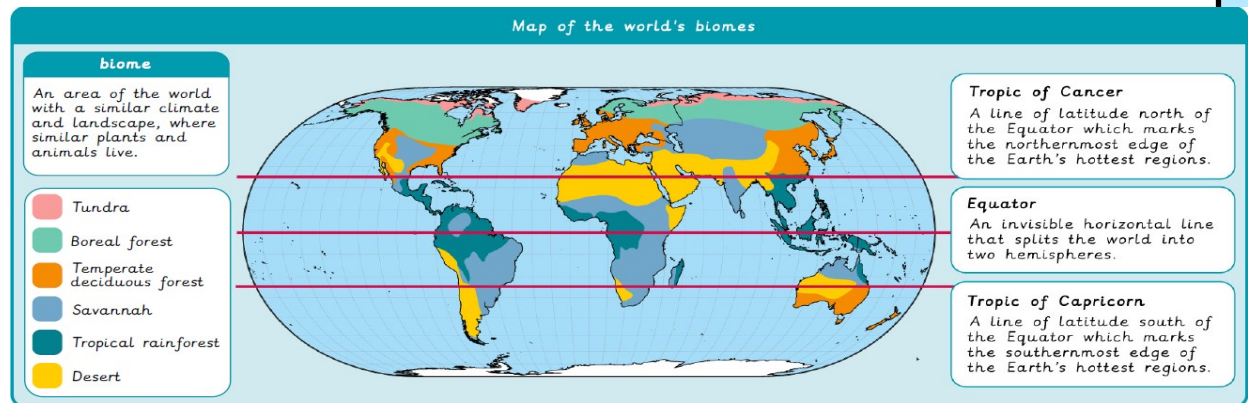 Map of the world's biomes
biome
An area of the world
with a similar climate
and landscape, where
similar plants and
animals live.
Tundra
Boreal forest
Temperate
deciduous forest
Savannah
Tropical rainforest
Desert
Tropic of Cancer
A line of latitude north of
the Equator which marks
the northernmost edge of
the Earth's hottest regions.
Equator
An invisible horizontal line
that splits the world into
two hemispheres.
Tropic of Capricorn
A line of latitude south of
the Equator which marks
the southernmost edge of
the Earth's hottest regions.